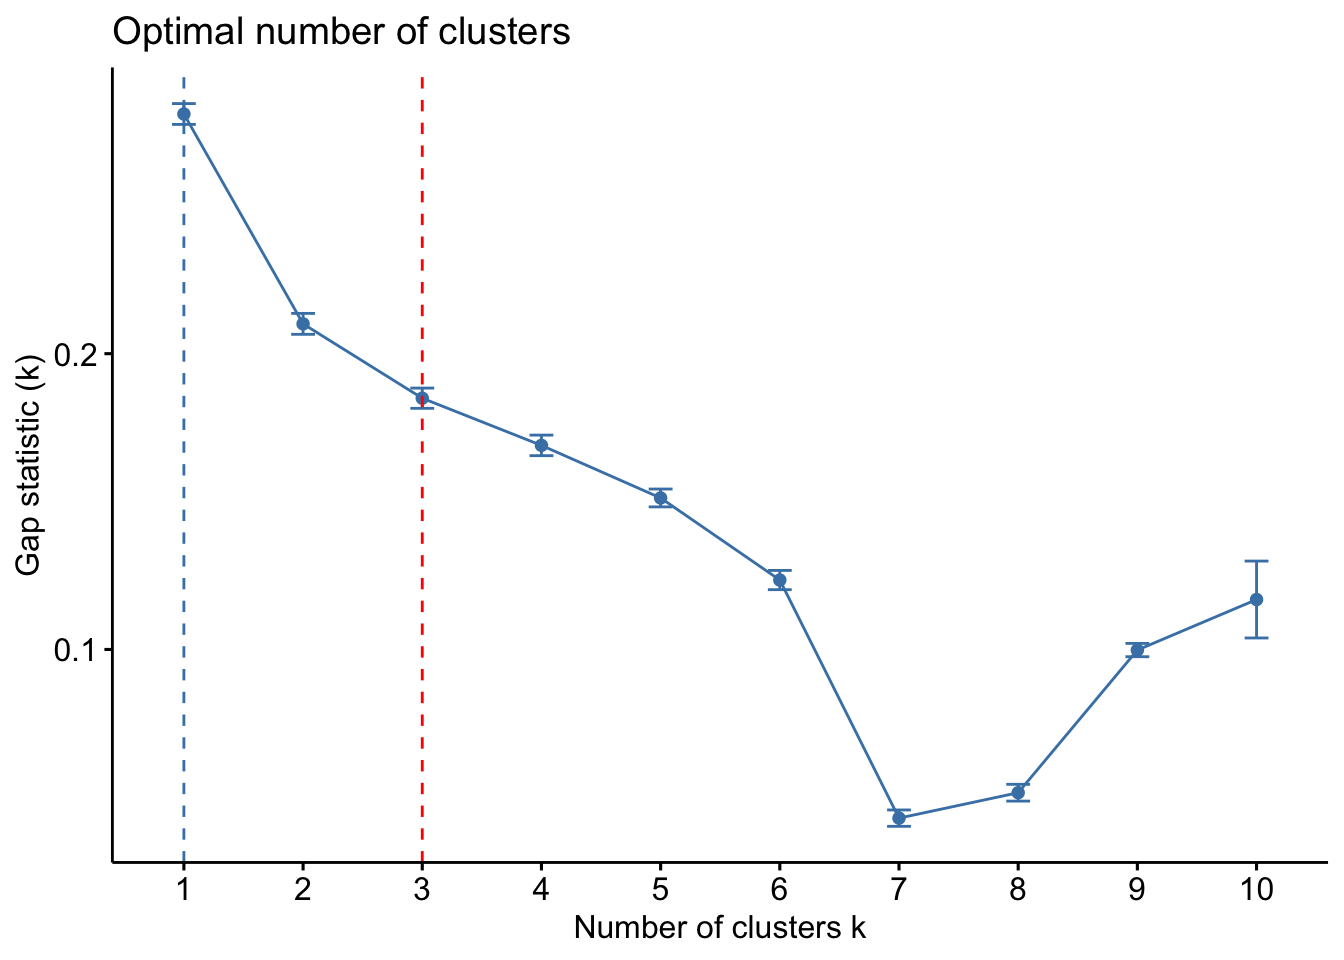 Optimal number of clusters
Gap statistic (k)
0.2
0.1
1 2 3 4 5 6 7 8 9 10
Number of clusters k